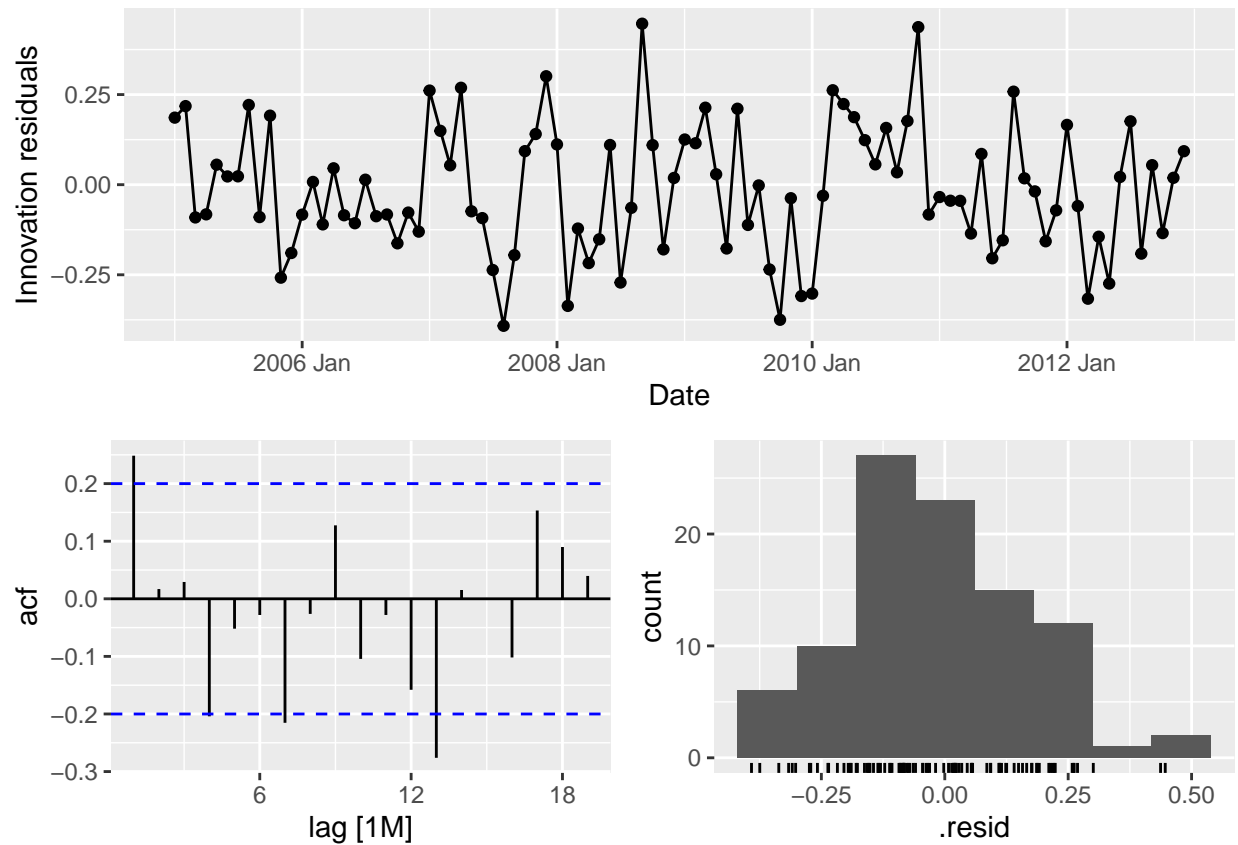 Innovation residuals
0.25
0.00
−0.25
2006 Jan
2008 Jan
2010 Jan
2012 Jan
Date
acf
0.2
0.1
0.0
−0.1
−0.2
−0.3
6
12
18
lag [1M]
count
20
10
0
−0.25
0.00
0.25
0.50
.resid